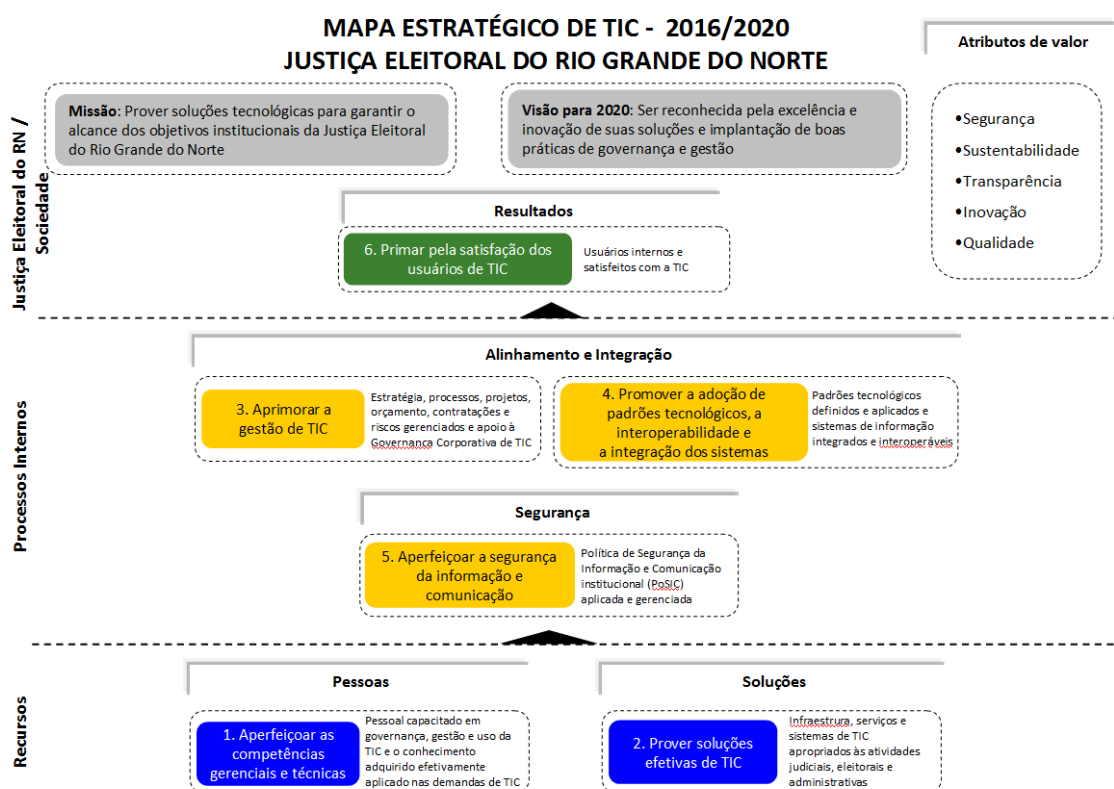 MAPA ESTRATÉGICO DE TIC - 2016/2020
JUSTIÇA ELEITORAL DO RIO GRANDE DO NORTE
Atributos de valor
•Segurança
•Sustentabilidade
•Transparência
•Inovação
•Qualidade
Justiça Eleitoral do RN /
Sociedade
Missão: Prover soluções tecnológicas para garantir o
alcance dos objetivos institucionais da Justiça Eleitoral
do Rio Grande do Norte
Visão para 2020: Ser reconhecida pela excelência e
inovação de suas soluções e implantação de boas
práticas de governança e gestão
Resultados
6. Primar pela satisfação dos
usuários de TIC
Usuários internos e
satisfeitos com a TIC
Processos Internos
Alinhamento e Integração
3. Aprimorar a
gestão de TIC
Estratégia, processos, projetos,
orçamento, contratações e
riscos gerenciados e apoio à
Governança Corporativa de TIC
4. Promover a adoção de
padrões tecnológicos, a
interoperabilidade e
a integração dos sistemas
Padrões tecnológicos
definidos e aplicados e
sistemas de informação
integrados e interoperáveis
Segurança
5. Aperfeiçoar a segurança
da informação e
comunicação
Política de Segurança da
Informação e Comunicação
institucional (PoSIC)
aplicada e gerenciada
Recursos
Pessoas
1. Aperfeiçoar as
competências
gerenciais e técnicas
Pessoal capacitado em
governança, gestão e uso da
TIC e o conhecimento
adquirido efetivamente
aplicado nas demandas de TIC
Soluções
2. Prover soluções
efetivas de TIC
Infraestrura, serviços e
sistemas de TIC
apropriados às atividades
judiciais, eleitorais e
administrativas